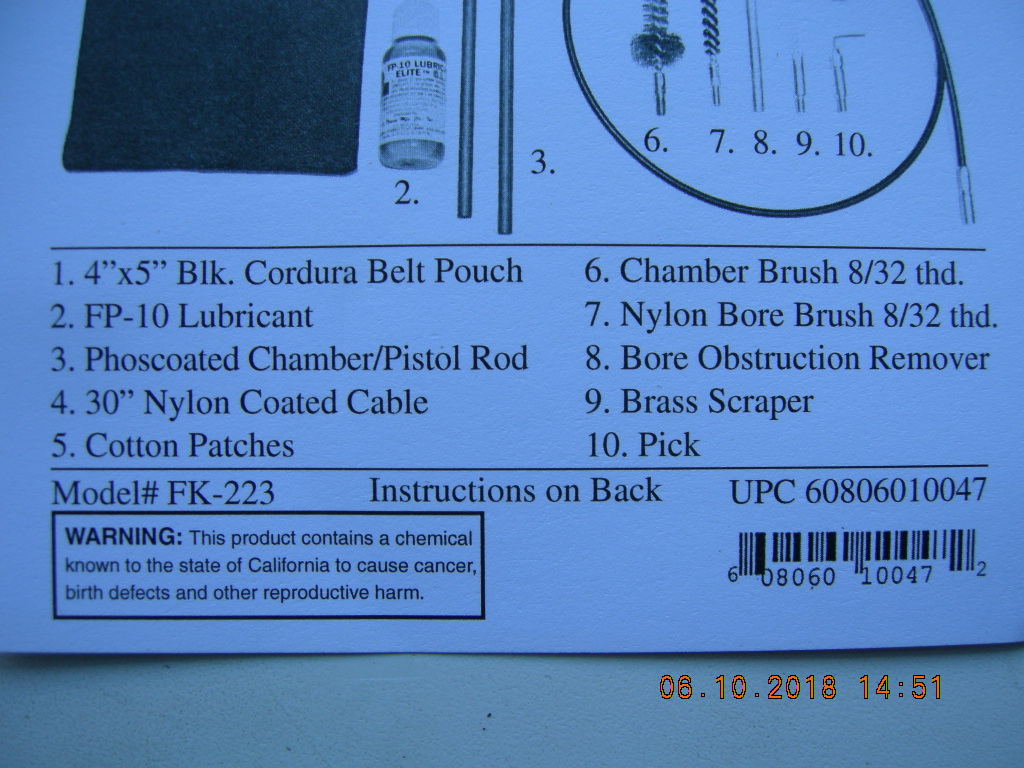 FP-10 LUBRIC
ELITE™
6.
7.
8.
9.
10.
3.
2.
1. 4”x5” Blk. Cordura Belt Pouch
2. FP-10 Lubricant
3. Phoscoated Chamber/Pistol Rod
4. 30” Nylon Coated Cable
5. Cotton Patches
6. Chamber Brush 8/32 thd.
7. Nylon Bore Brush 8/32 thd.
8. Bore Obstruction Remover
9. Brass Scraper
10. Pick
Model# FK-223
Instructions on Back
UPC 60806010047
WARNING: This product contains a chemical
known to the state of California to cause cancer,
birth defects and other reproductive harm.
6 08060 10047 2
06.10.2018 14:51